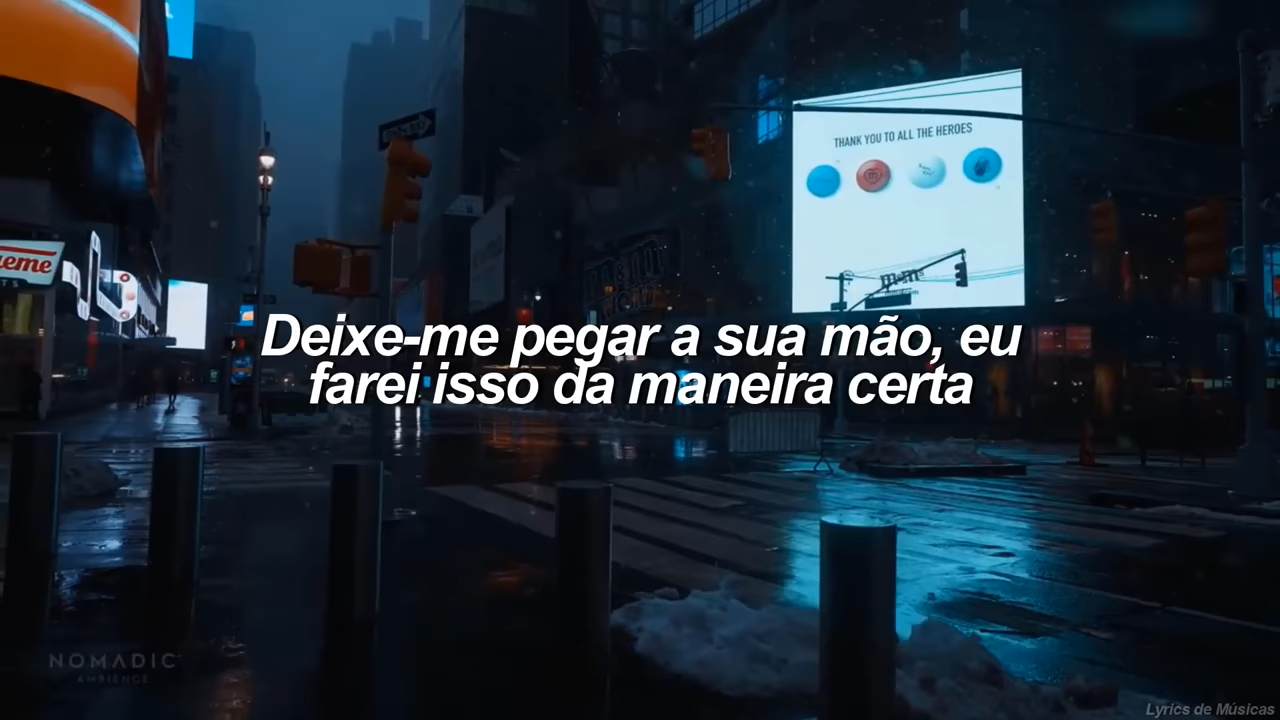 THANK YOU TO ALL THE HEROES
m&m's
eme
Deixe-me pegar a sua mão, eu
farei isso da maneira certa
NOMADIC
AMBIENCE
Lyrics de Músicas